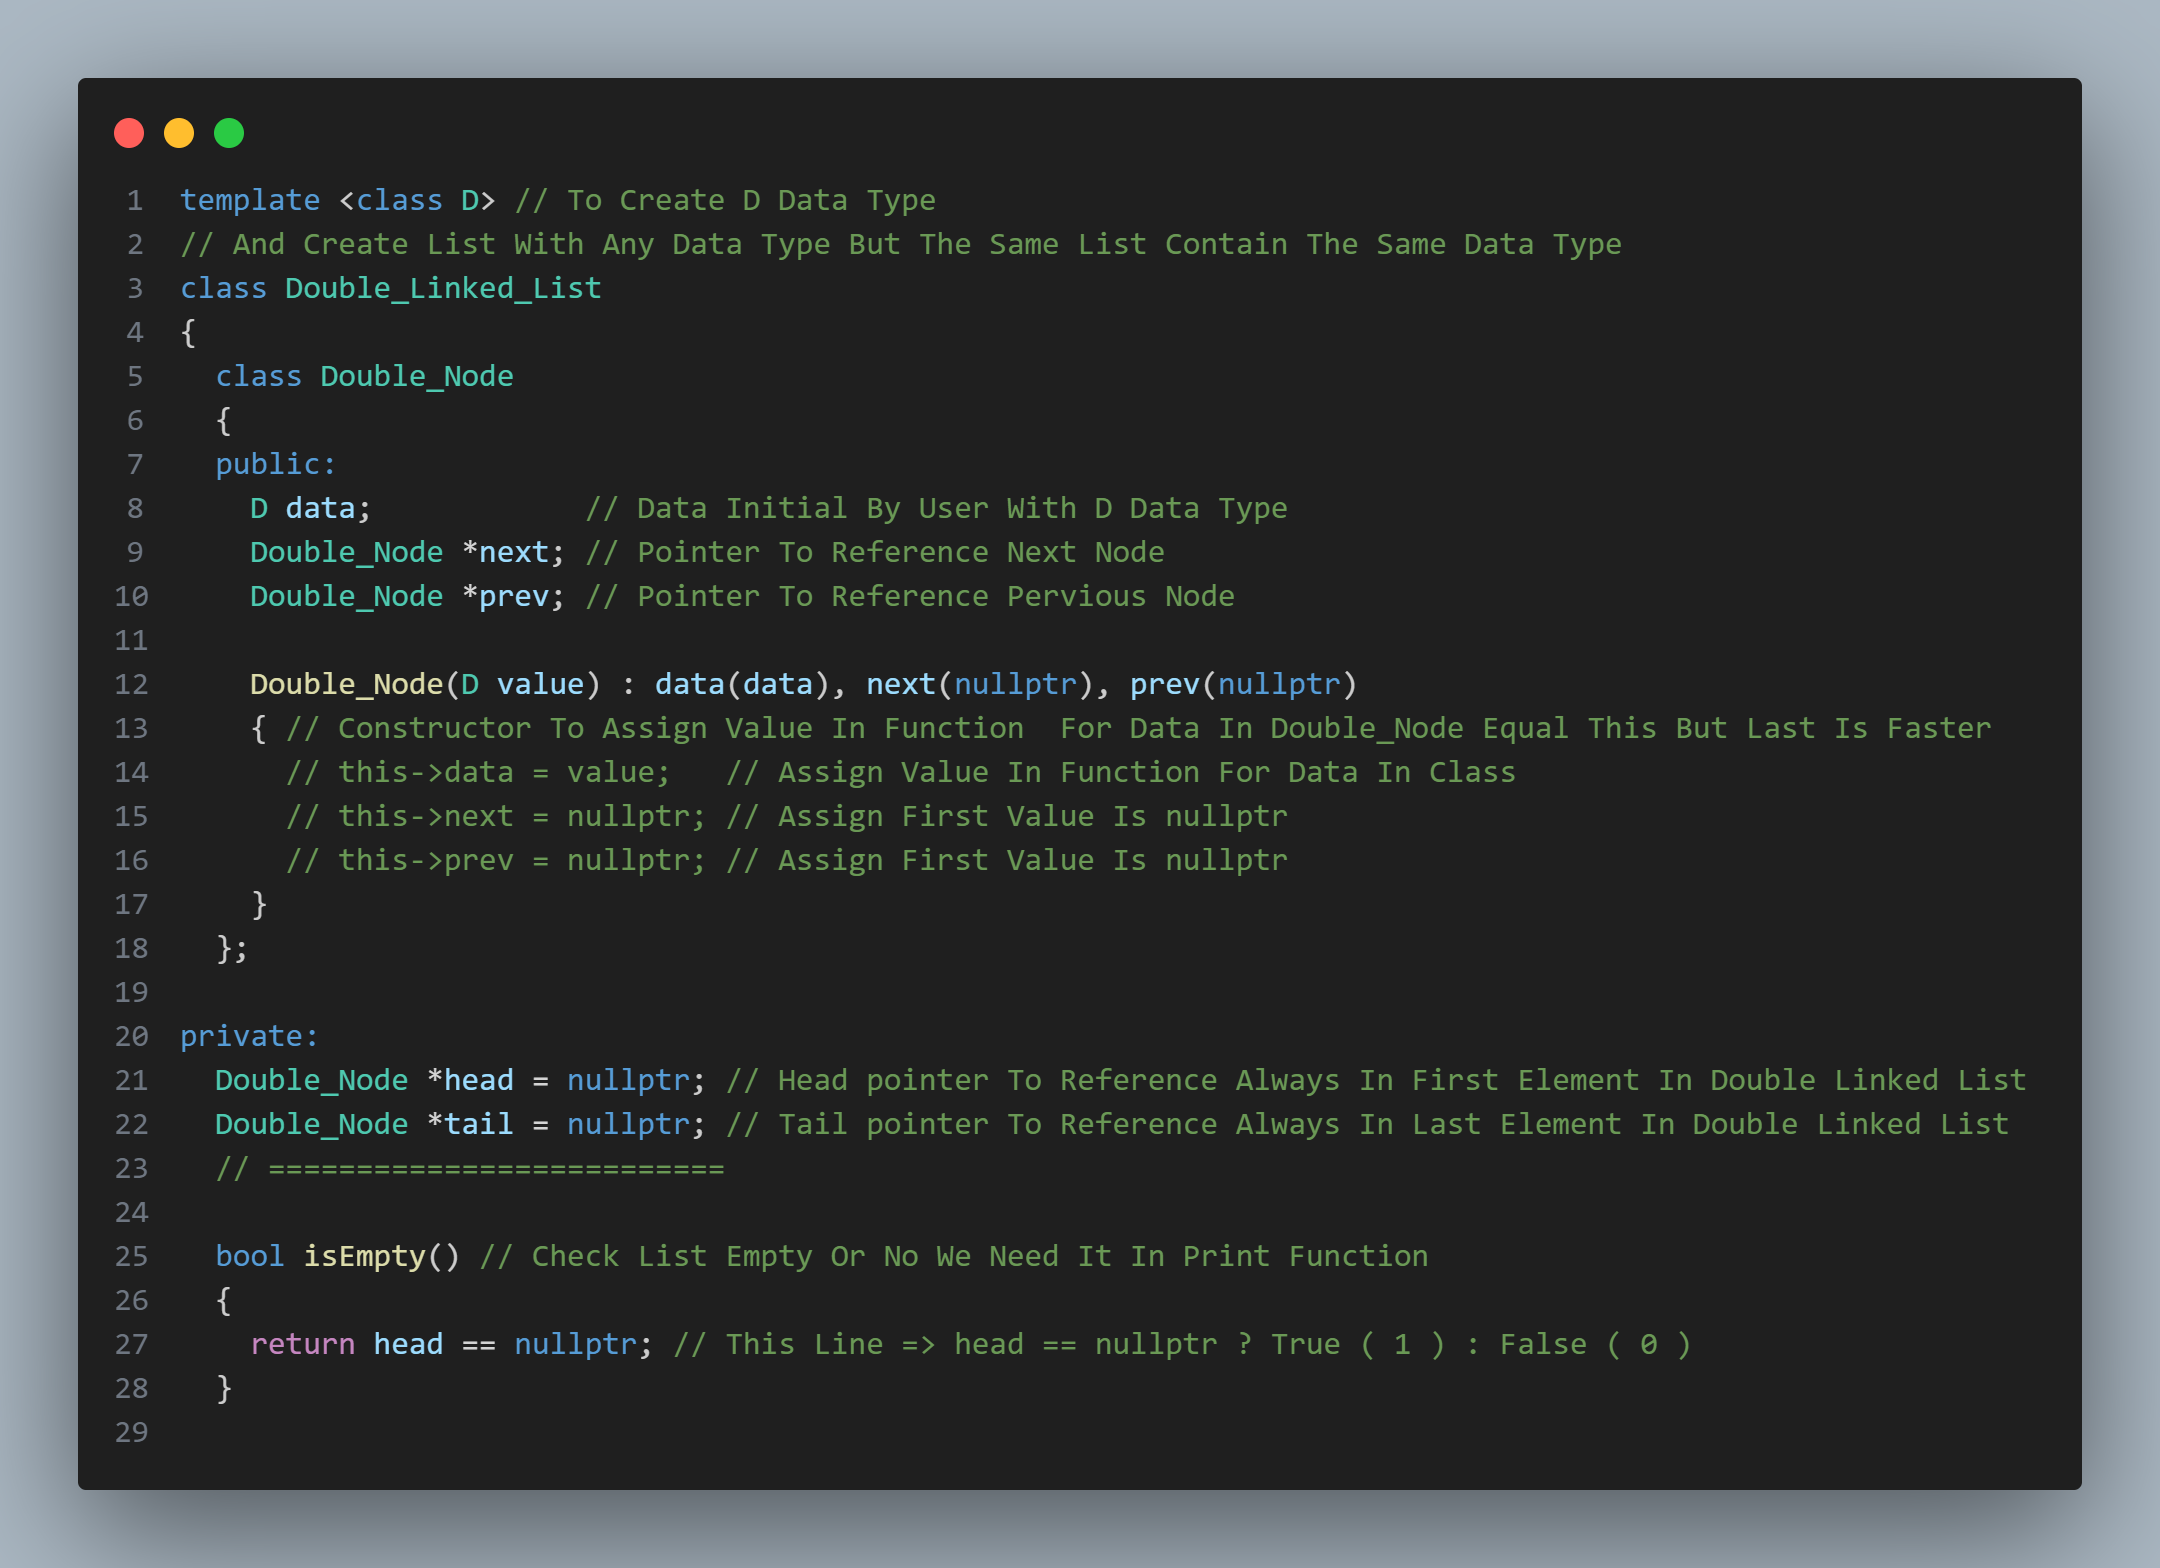 1 template <class D> // To Create D Data Type
2 // And Create List With Any Data Type But The Same List Contain The Same Data Type
3 class Double_Linked_List
4 {
5   class Double_Node
6   {
7   public:
8     D data;            // Data Initial By User With D Data Type
9     Double_Node *next; // Pointer To Reference Next Node
10     Double_Node *prev; // Pointer To Reference Pervious Node
11
12     Double_Node(D value) : data(data), next(nullptr), prev(nullptr)
13     { // Constructor To Assign Value In Function  For Data In Double_Node Equal This But Last Is Faster
14       // this->data = value;   // Assign Value In Function For Data In Class
15       // this->next = nullptr; // Assign First Value Is nullptr
16       // this->prev = nullptr; // Assign First Value Is nullptr
17     }
18   };
19
20 private:
21   Double_Node *head = nullptr; // Head pointer To Reference Always In First Element In Double Linked List
22   Double_Node *tail = nullptr; // Tail pointer To Reference Always In Last Element In Double Linked List
23   // ==========================
24
25   bool isEmpty() // Check List Empty Or No We Need It In Print Function
26   {
27     return head == nullptr; // This Line => head == nullptr ? True ( 1 ) : False ( 0 )
28   }
29